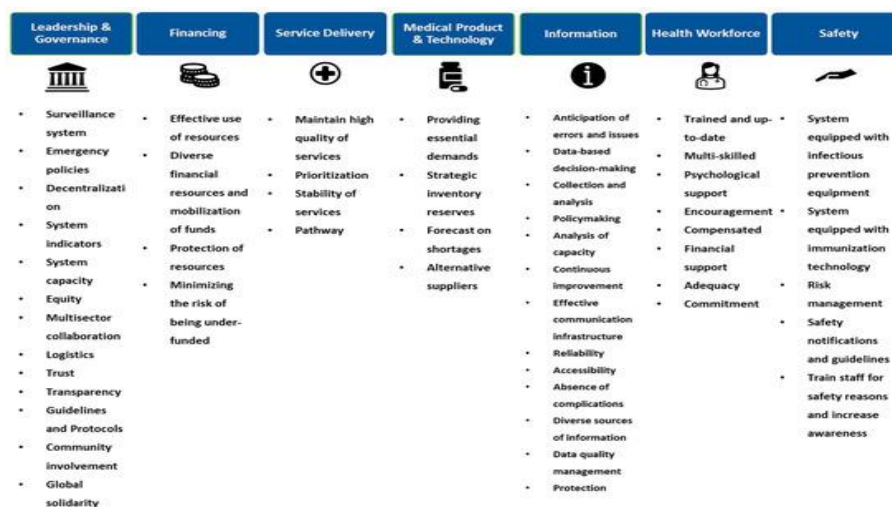 Leadership &
Governance
Financing
Service Delivery
Medical Product
& Technology
Information
Health Workforce
Safety
• Surveillance
system
• Emergency
policies
• Decentralizati
on
• System
indicators
• System
capacity
• Equity
• Multisector
collaboration
• Logistics
• Trust
• Transparency
• Guidelines
and Protocols
• Community
involvement
• Global
solidarity
• Effective use
of resources
• Diverse
financial
resources and
mobilization
of funds
• Protection of
resources
• Minimizing
the risk of
being under-
funded
• Maintain high
quality of
services
• Prioritization
• Stability of
services
• Pathway
• Providing
essential
demands
• Strategic
inventory
reserves
• Forecast on
shortages
• Alternative
suppliers
• Anticipation of
errors and issues
• Data-based
decision-making
• Collection and
analysis
• Policymaking
• Analysis of
capacity
• Continuous
improvement
• Effective
communication
infrastructure
• Reliability
• Accessibility
• Absence of
complications
• Diverse sources
of information
• Data quality
management
• Protection
• Trained and up-
to-date
• Multi-skilled
• Psychological
support
• Encouragement
• Compensated
• Financial
support
• Adequacy
• Commitment
• System
equipped with
infectious
prevention
equipment
• System
equipped with
immunization
technology
• Risk
management
• Safety
notifications
and guidelines
• Train staff for
safety reasons
and increase
awareness